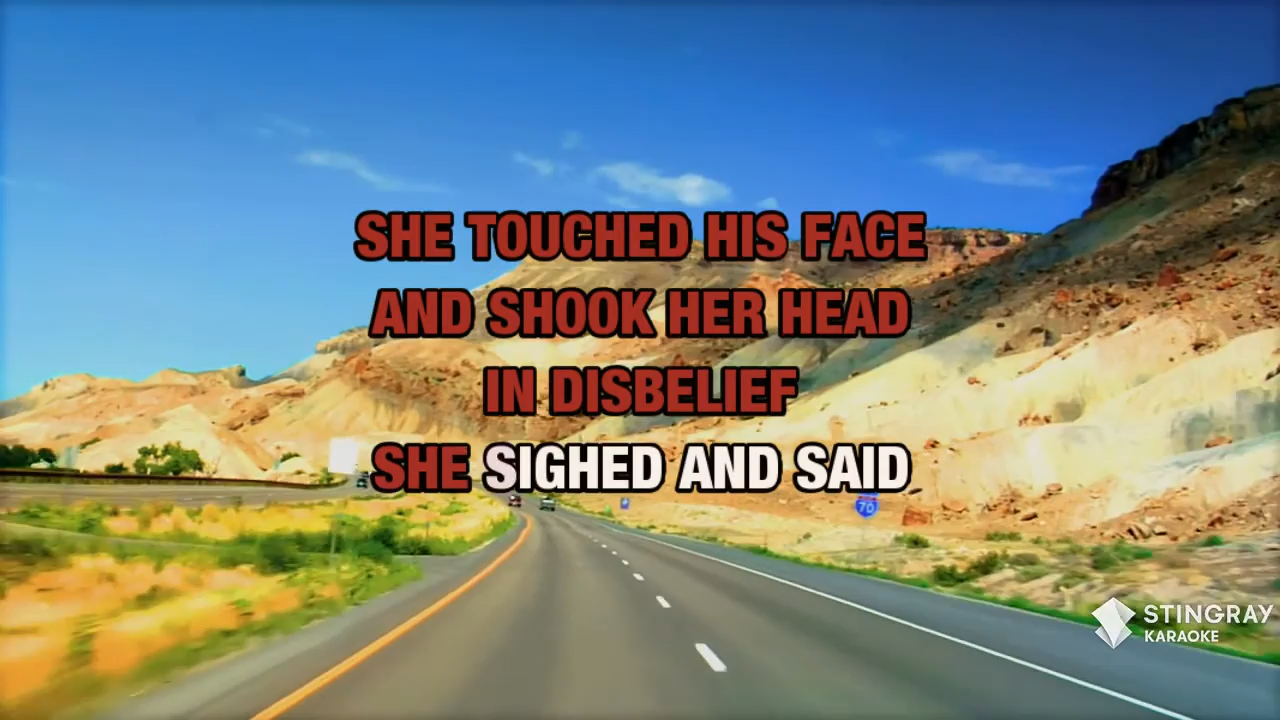 SHE TOUCHED HIS FACE
AND SHOOK HER HEAD
IN DISBELIEF
SHE SIGHED AND SAID
70
STINGRAY
KARAOKE